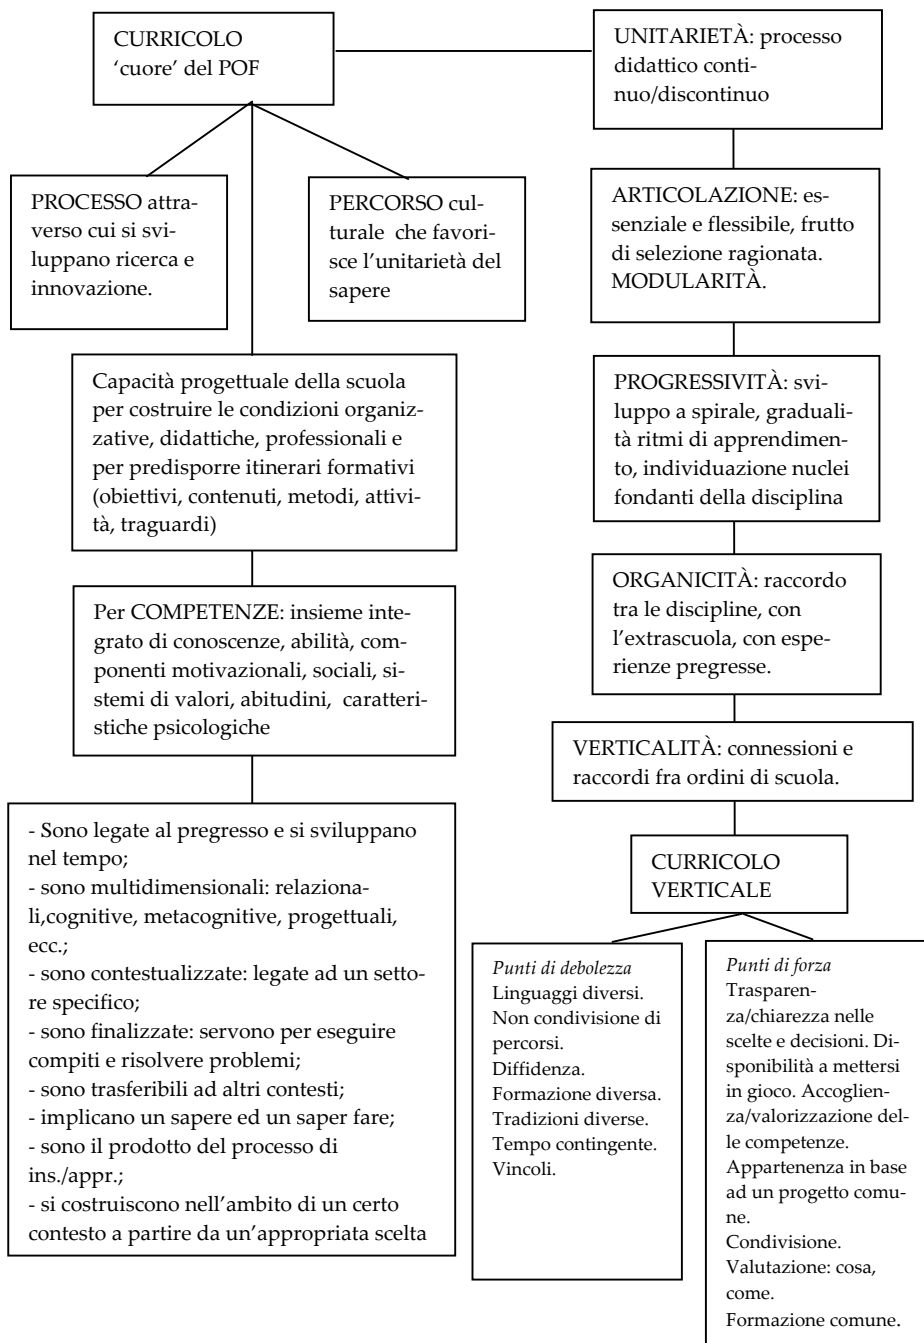 CURRICOLO
‘cuore’ del POF
UNITARIETÀ: processo
didattico conti-
nuo/discontinuo
PROCESSO attra-
verso cui si svi-
luppano ricerca e
innovazione.
PERCORSO cul-
turale  che favori-
sce l’unitarietà del
sapere
ARTICOLAZIONE: es-
senziale e flessibile, frutto
di selezione ragionata.
MODULARITÀ.
Capacità progettuale della scuola
per costruire le condizioni organiz-
zative, didattiche, professionali e
per predisporre itinerari formativi
(obiettivi, contenuti, metodi, attivi-
tà, traguardi)
PROGRESSIVITÀ: svi-
luppo a spirale, graduali-
tà ritmi di apprendimen-
to, individuazione nuclei
fondanti della disciplina
Per COMPETENZE: insieme inte-
grato di conoscenze, abilità, com-
ponenti motivazionali, sociali, si-
stemi di valori, abitudini,  caratteri-
stiche psicologiche
ORGANICITÀ: raccordo
tra le discipline, con
l’extrascuola, con espe-
rienze pregresse.
VERTICALITÀ: connessioni e
raccordi fra ordini di scuola.
- Sono legate al pregresso e si sviluppano
nel tempo;
- sono multidimensionali: relaziona-
li,cognitive, metacognitive, progettuali,
ecc.;
- sono contestualizzate: legate ad un setto-
re specifico;
- sono finalizzate: servono per eseguire
compiti e risolvere problemi;
- sono trasferibili ad altri contesti;
- implicano un sapere ed un saper fare;
- sono il prodotto del processo di
ins./appr.;
- si costruiscono nell’ambito di un certo
contesto a partire da un’appropriata scelta
CURRICOLO
VERTICALE
Punti di debolezza
Linguaggi diversi.
Non condivisione di
percorsi.
Diffidenza.
Formazione diversa.
Tradizioni diverse.
Tempo contingente.
Vincoli.
Punti di forza
Trasparen-
za/chiarezza nelle
scelte e decisioni. Di-
sponibilità a mettersi
in gioco. Accoglien-
za/valorizzazione del-
le competenze.
Appartenenza in base
ad un progetto comu-
ne.
Condivisione.
Valutazione: cosa,
come.
Formazione comune.